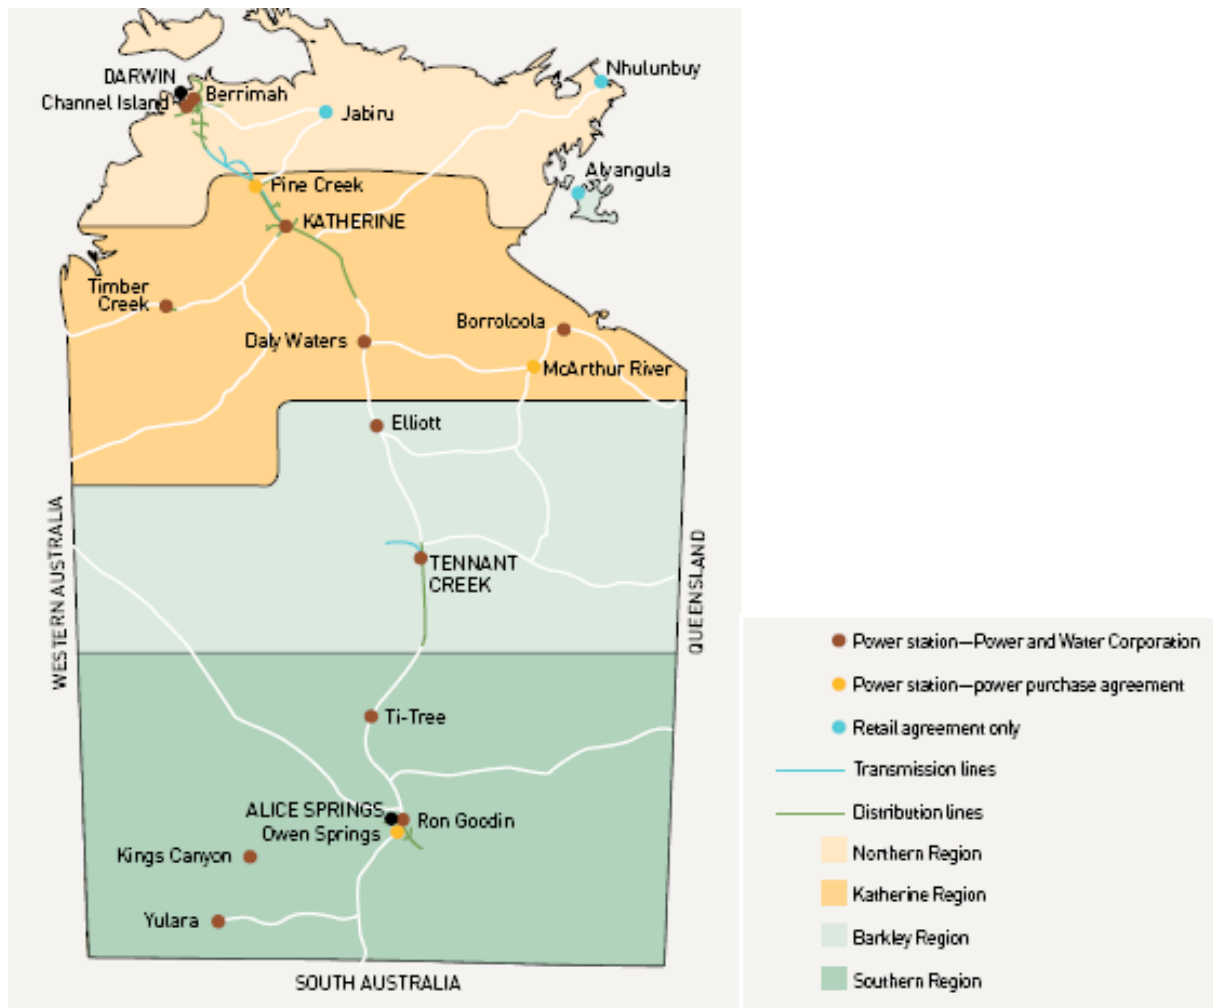 DARWIN
Channel Island
Berrimah
Jabiru
Nhulunbuy
Alyangula
Pine Creek
KATHERINE
Timber
Creek
Daly Waters
Borroloola
McArthur River
Elliott
WESTERN AUSTRALIA
TENNANT
CREEK
QUEENSLAND
Ti-Tree
ALICE SPRINGS
Owen Springs
Ron Goodin
Kings Canyon
Yulara
SOUTH AUSTRALIA
Power station—Power and Water Corporation
Power station—power purchase agreement
Retail agreement only
Transmission lines
Distribution lines
Northern Region
Katherine Region
Barkley Region
Southern Region